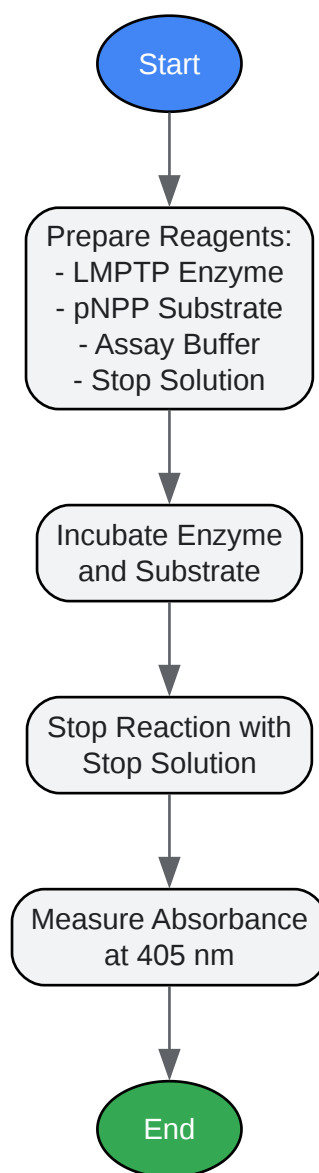 Start
Prepare Reagents:
- LMPTP Enzyme
- pNPP Substrate
- Assay Buffer
- Stop Solution
Incubate Enzyme
and Substrate
Stop Reaction with
Stop Solution
Measure Absorbance
at 405 nm
End